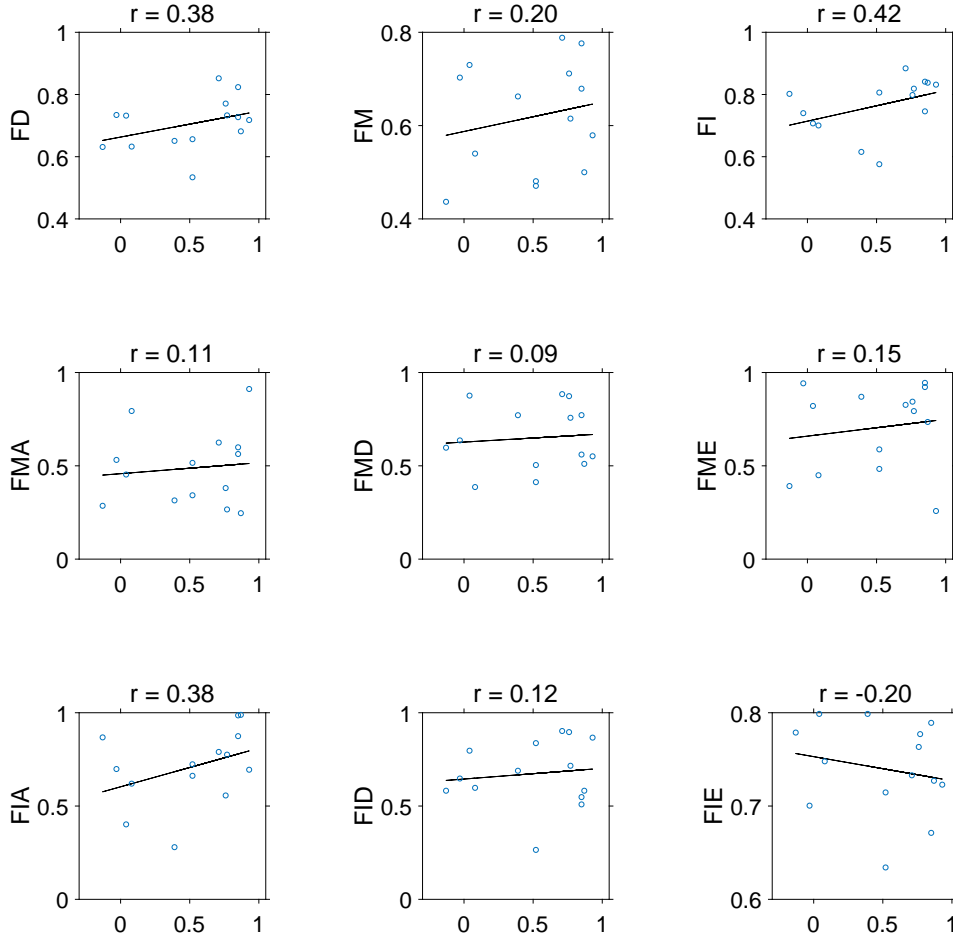 r = 0.38
r = 0.20
r = 0.42
FD
1
0.8
0.6
0.4
0 0.5 1
FM
0.8
0.6
0.4
0 0.5 1
FI
1
0.8
0.6
0.4
0 0.5 1
r = 0.11
r = 0.09
r = 0.15
FMA
1
0.5
0
0 0.5 1
FMD
1
0.5
0
0 0.5 1
FME
1
0.5
0
0 0.5 1
r = 0.38
r = 0.12
r = -0.20
FIA
1
0.5
0
0 0.5 1
FID
1
0.5
0
0 0.5 1
FIE
0.8
0.7
0.6
0 0.5 1